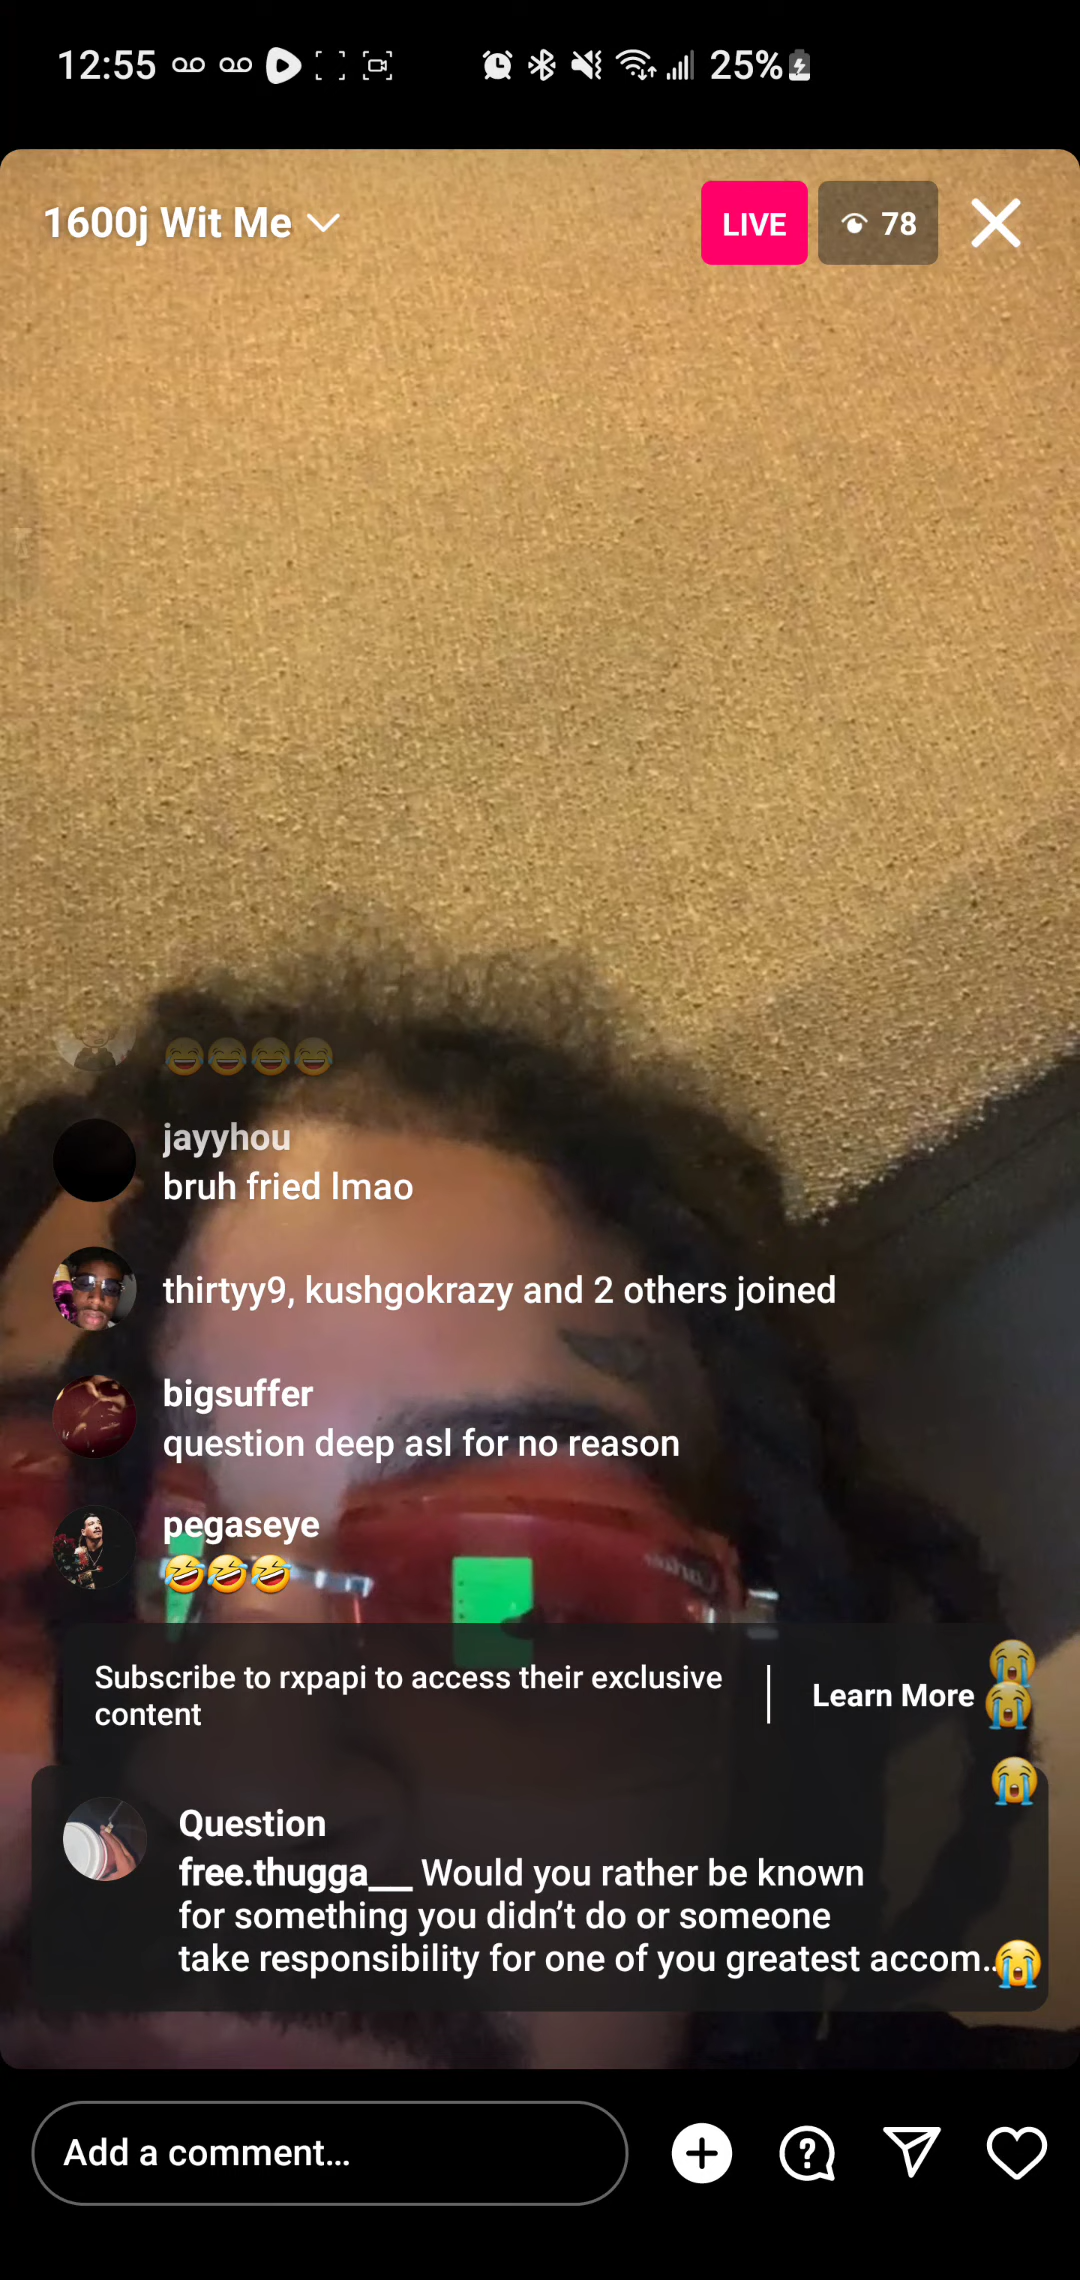 12:55 25%
1600j Wit Me LIVE 78
😂😂😂😂
jayyhou
bruh fried lmao
thirtyy9, kushgokrazy and 2 others joined
bigsuffer
question deep asl for no reason
pegaseye
🤣🤣🤣
Subscribe to rxpapi to access their exclusive
content
Learn More
Question
free.thugga__ Would you rather be known
for something you didn't do or someone
take responsibility for one of you greatest accom..
Add a comment...